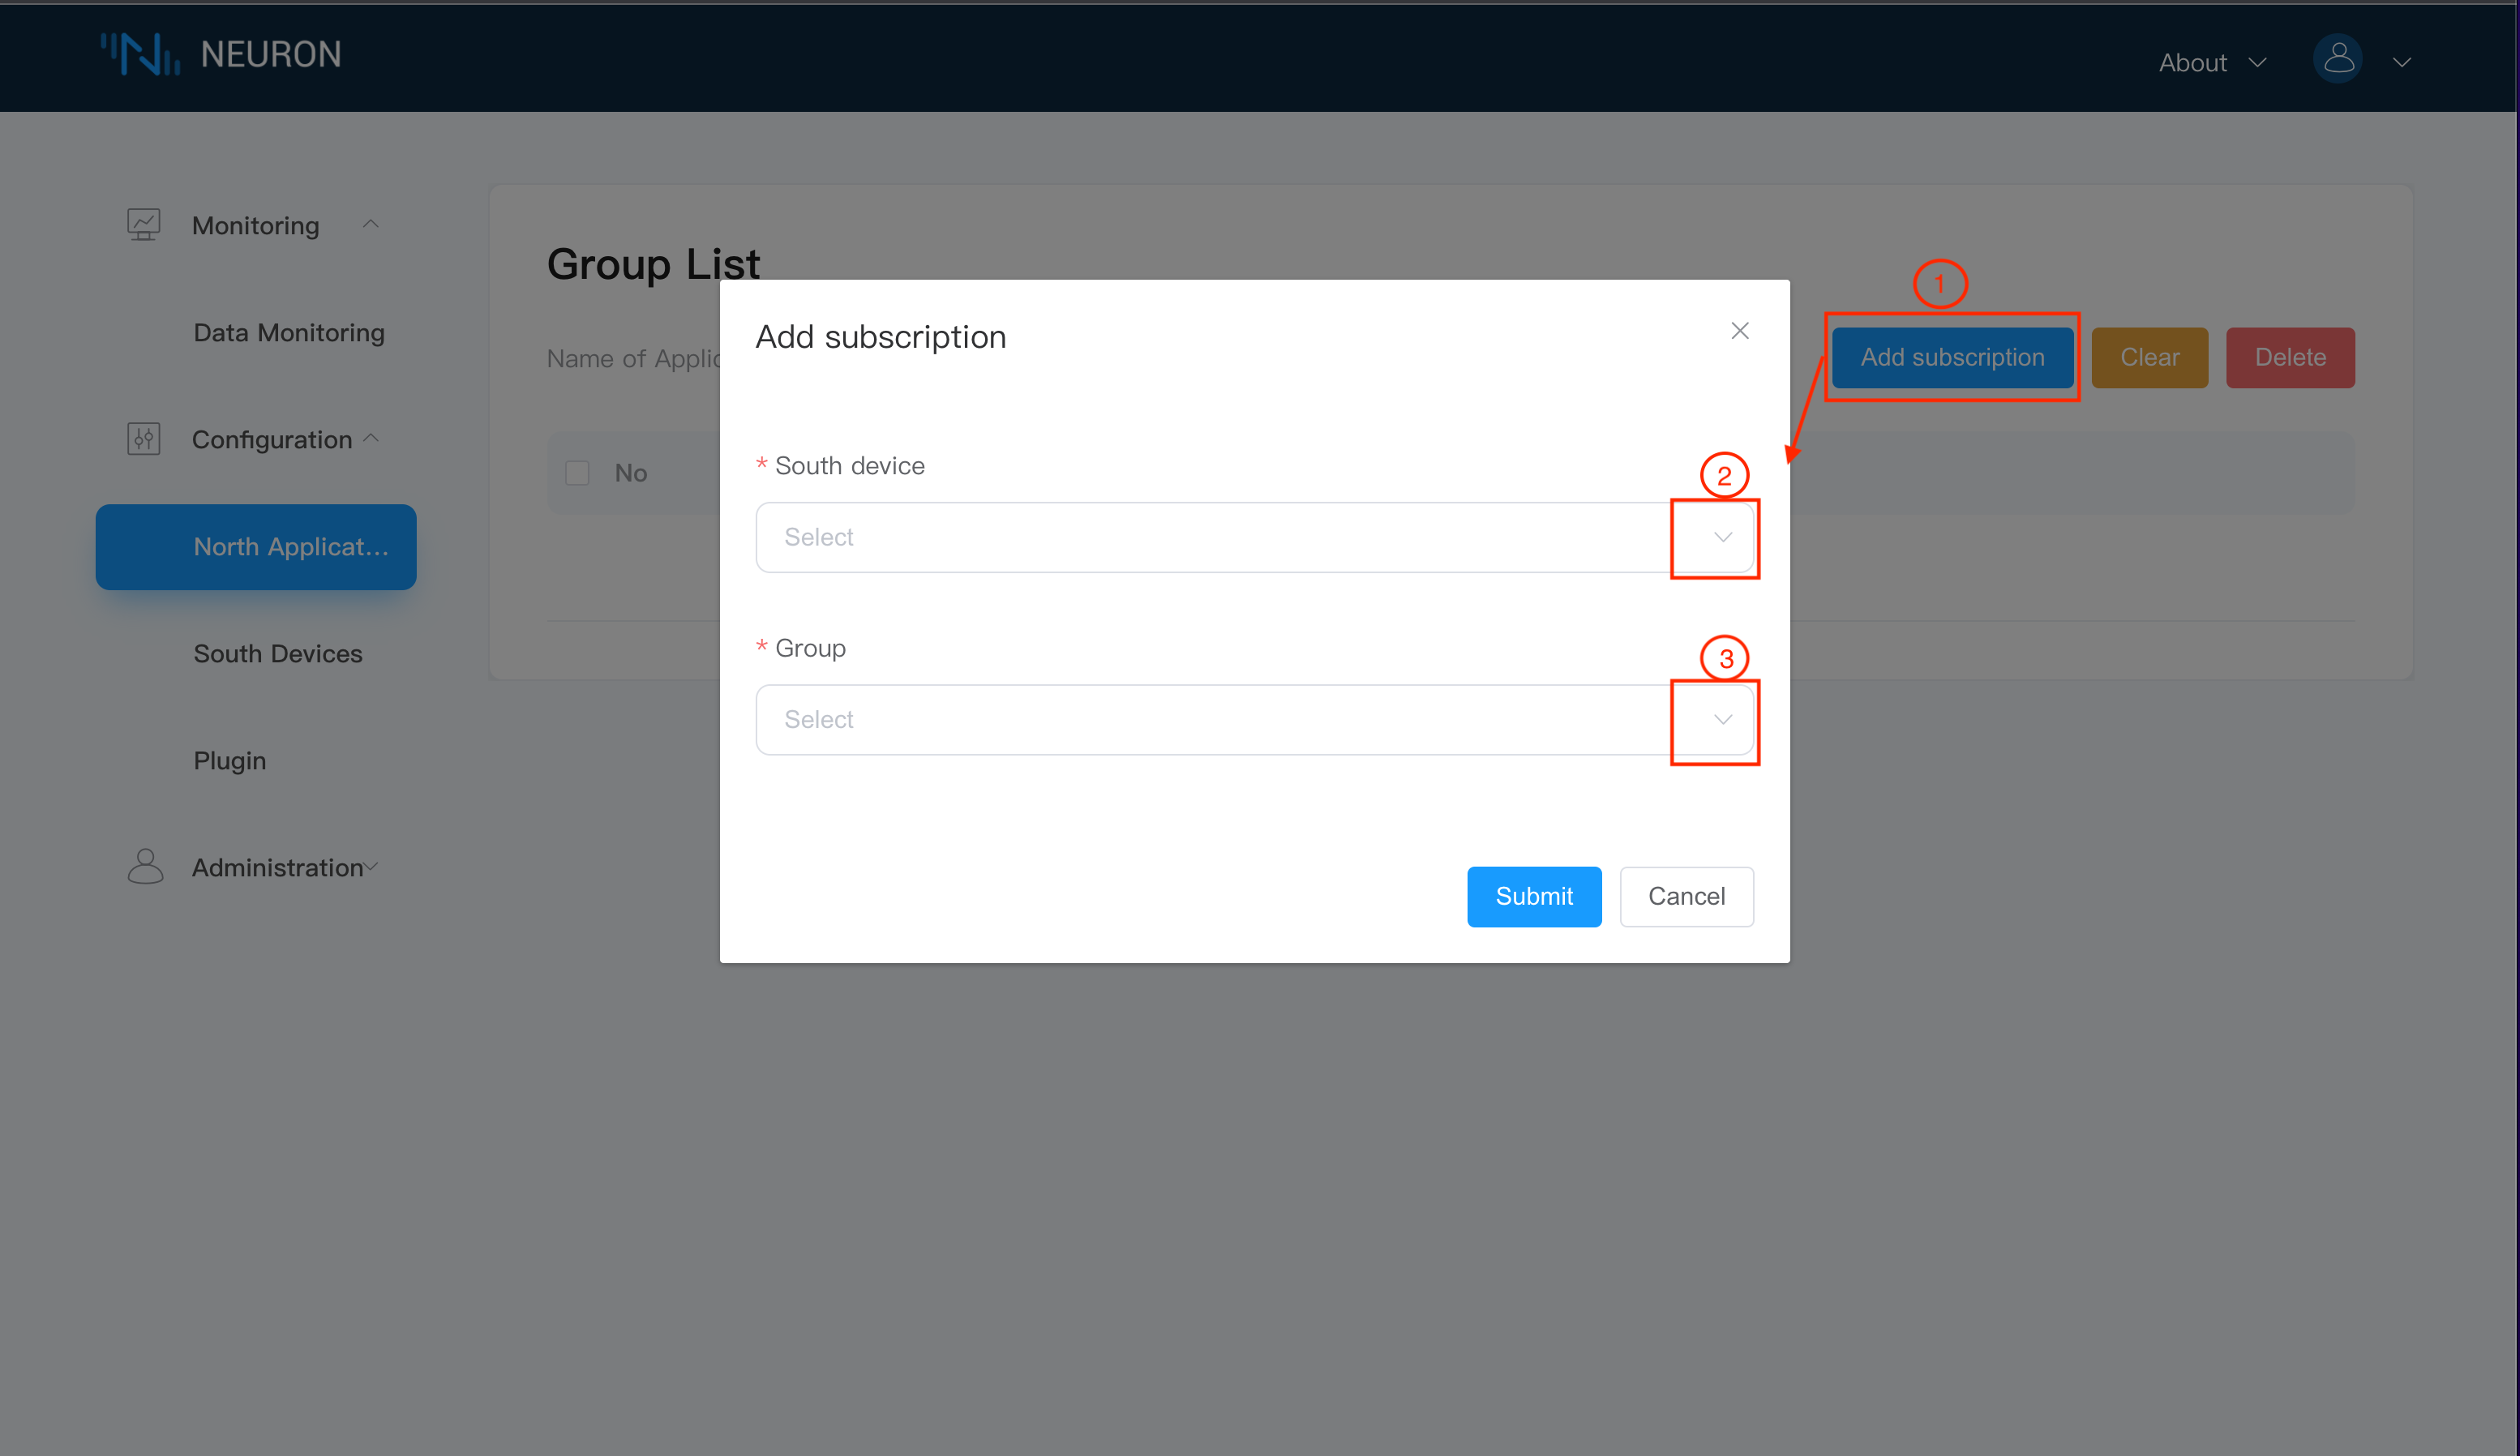 NEURON
About
Monitoring
Data Monitoring
Configuration
North Applicat...
South Devices
Plugin
Administration
Group List
Name of Applic
1
Add subscription
Clear
Delete
No
Add subscription
* South device
2
Select
* Group
3
Select
Submit
Cancel